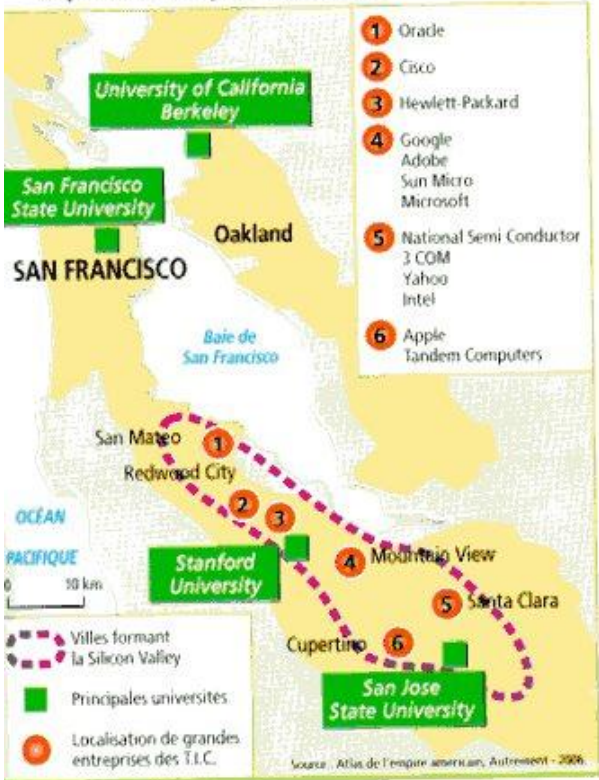 University of California
Berkeley
San Francisco
State University
SAN FRANCISCO
Oakland
Baie de
San Francisco
1 Oracle
2 Cisco
3 Hewlett-Packard
4 Google
Adobe
Sun Micro
Microsoft
5 National Semi Conductor
3 COM
Yahoo
Intel
6 Apple
Tandem Computers
San Mateo
1
Redwood City
2
3
OCÉAN
PACIFIQUE
Stanford
University
4
Mountain View
5
Santa Clara
Cupertino
6
San Jose
State University
0 10 km
Villes formant
la Silicon Valley
Principales universites
Localisation de grandes
entreprises des T.I.C.
Source : Atlas de l'empire americain, Autrement - 2006